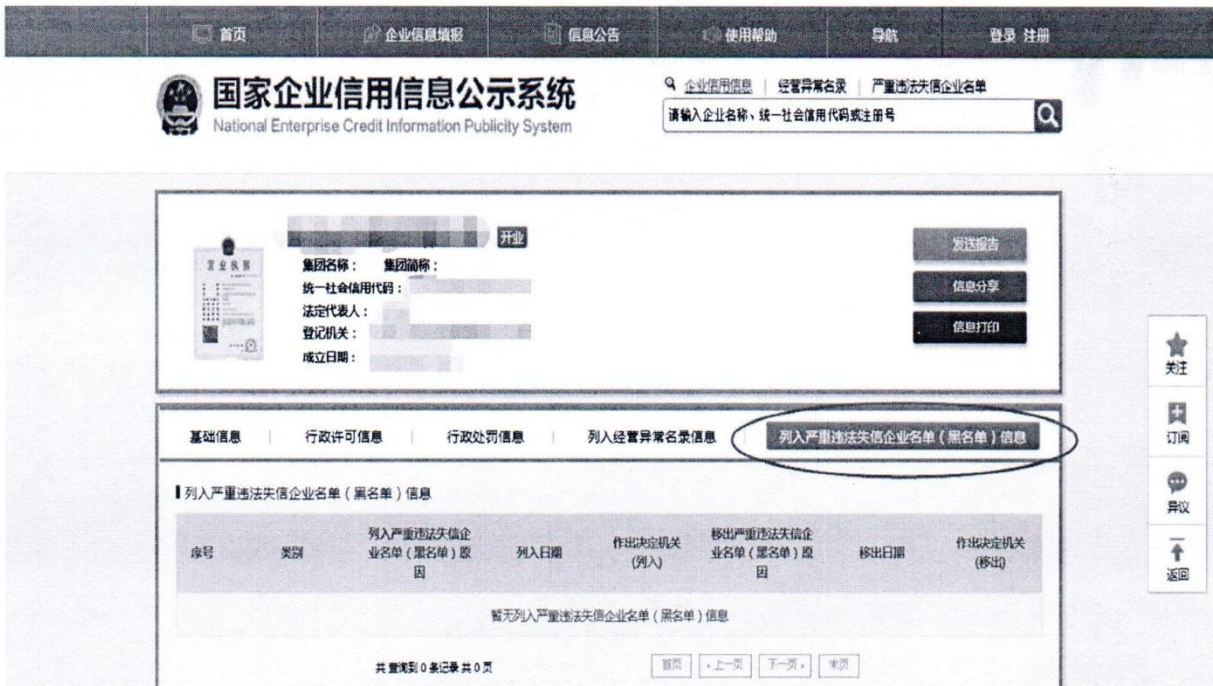 首页 企业信息填报 信息公告 使用帮助 导航 登录 注册
国家企业信用信息公示系统
National Enterprise Credit Information Publicity System
企业信用信息 | 经营异常名录 | 严重违法失信企业名单
请输入企业名称、统一社会信用代码或注册号
营业执照
开业
集团名称： 集团简称：
统一社会信用代码：
法定代表人：
登记机关：
成立日期：
发送报告
信息分享
信息打印
关注
订阅
异议
返回
基础信息 | 行政许可信息 | 行政处罚信息 | 列入经营异常名录信息 列入严重违法失信企业名单（黑名单）信息
列入严重违法失信企业名单（黑名单）信息
序号 类别 列入严重违法失信企业名单（黑名单）原因 列入日期 作出决定机关(列入) 移出严重违法失信企业名单（黑名单）原因 移出日期 作出决定机关(移出)
暂无列入严重违法失信企业名单（黑名单）信息
共查询到 0 条记录 共 0 页 首页 上一页 下一页 末页